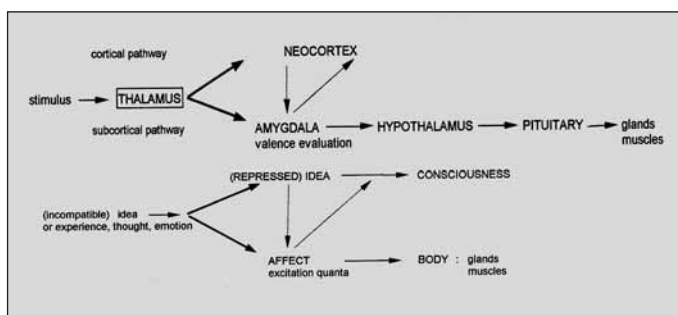 cortical pathway
NEOCORTEX
stimulus
THALAMUS
subcortical pathway
AMYGDALA
valence evaluation
HYPOTHALAMUS
PITUITARY
glands
muscles
(REPRESSED) IDEA
CONSCIOUSNESS
(incompatible) idea
or experience, thought, emotion
AFFECT
excitation quanta
BODY : glands
muscles